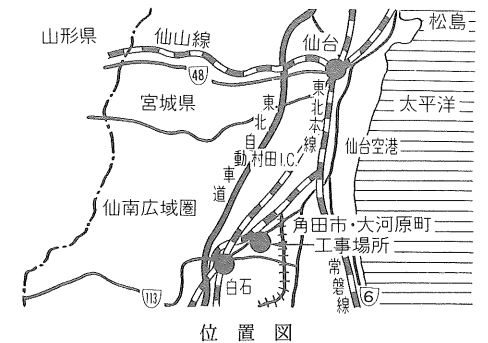 山形県
仙山線
仙台
松島
48
宮城県
東北自動車道
東北本線
太平洋
村田I.C.
仙台空港
仙南広域圏
角田市・大河原町
工事場所
白石
113
常磐線
6
位置図